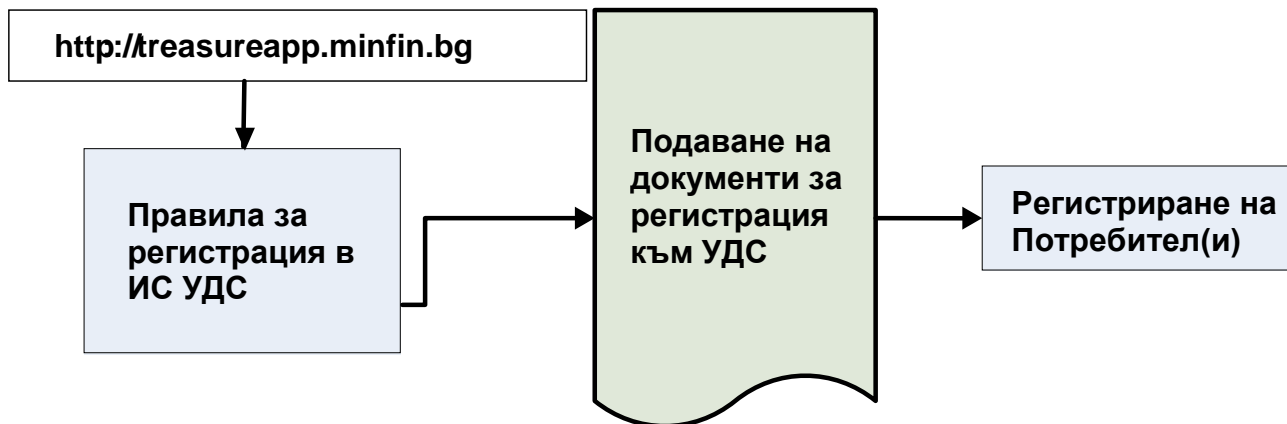 http://treasureapp.minfin.bg
Правила за
регистрация в
ИС УДС
Подаване на
документи за
регистрация
към УДС
Регистриране на
Потребител(и)